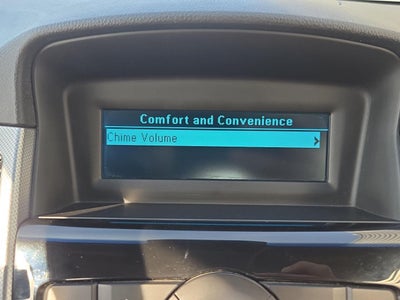 Comfort and Convenience
Chime Volume